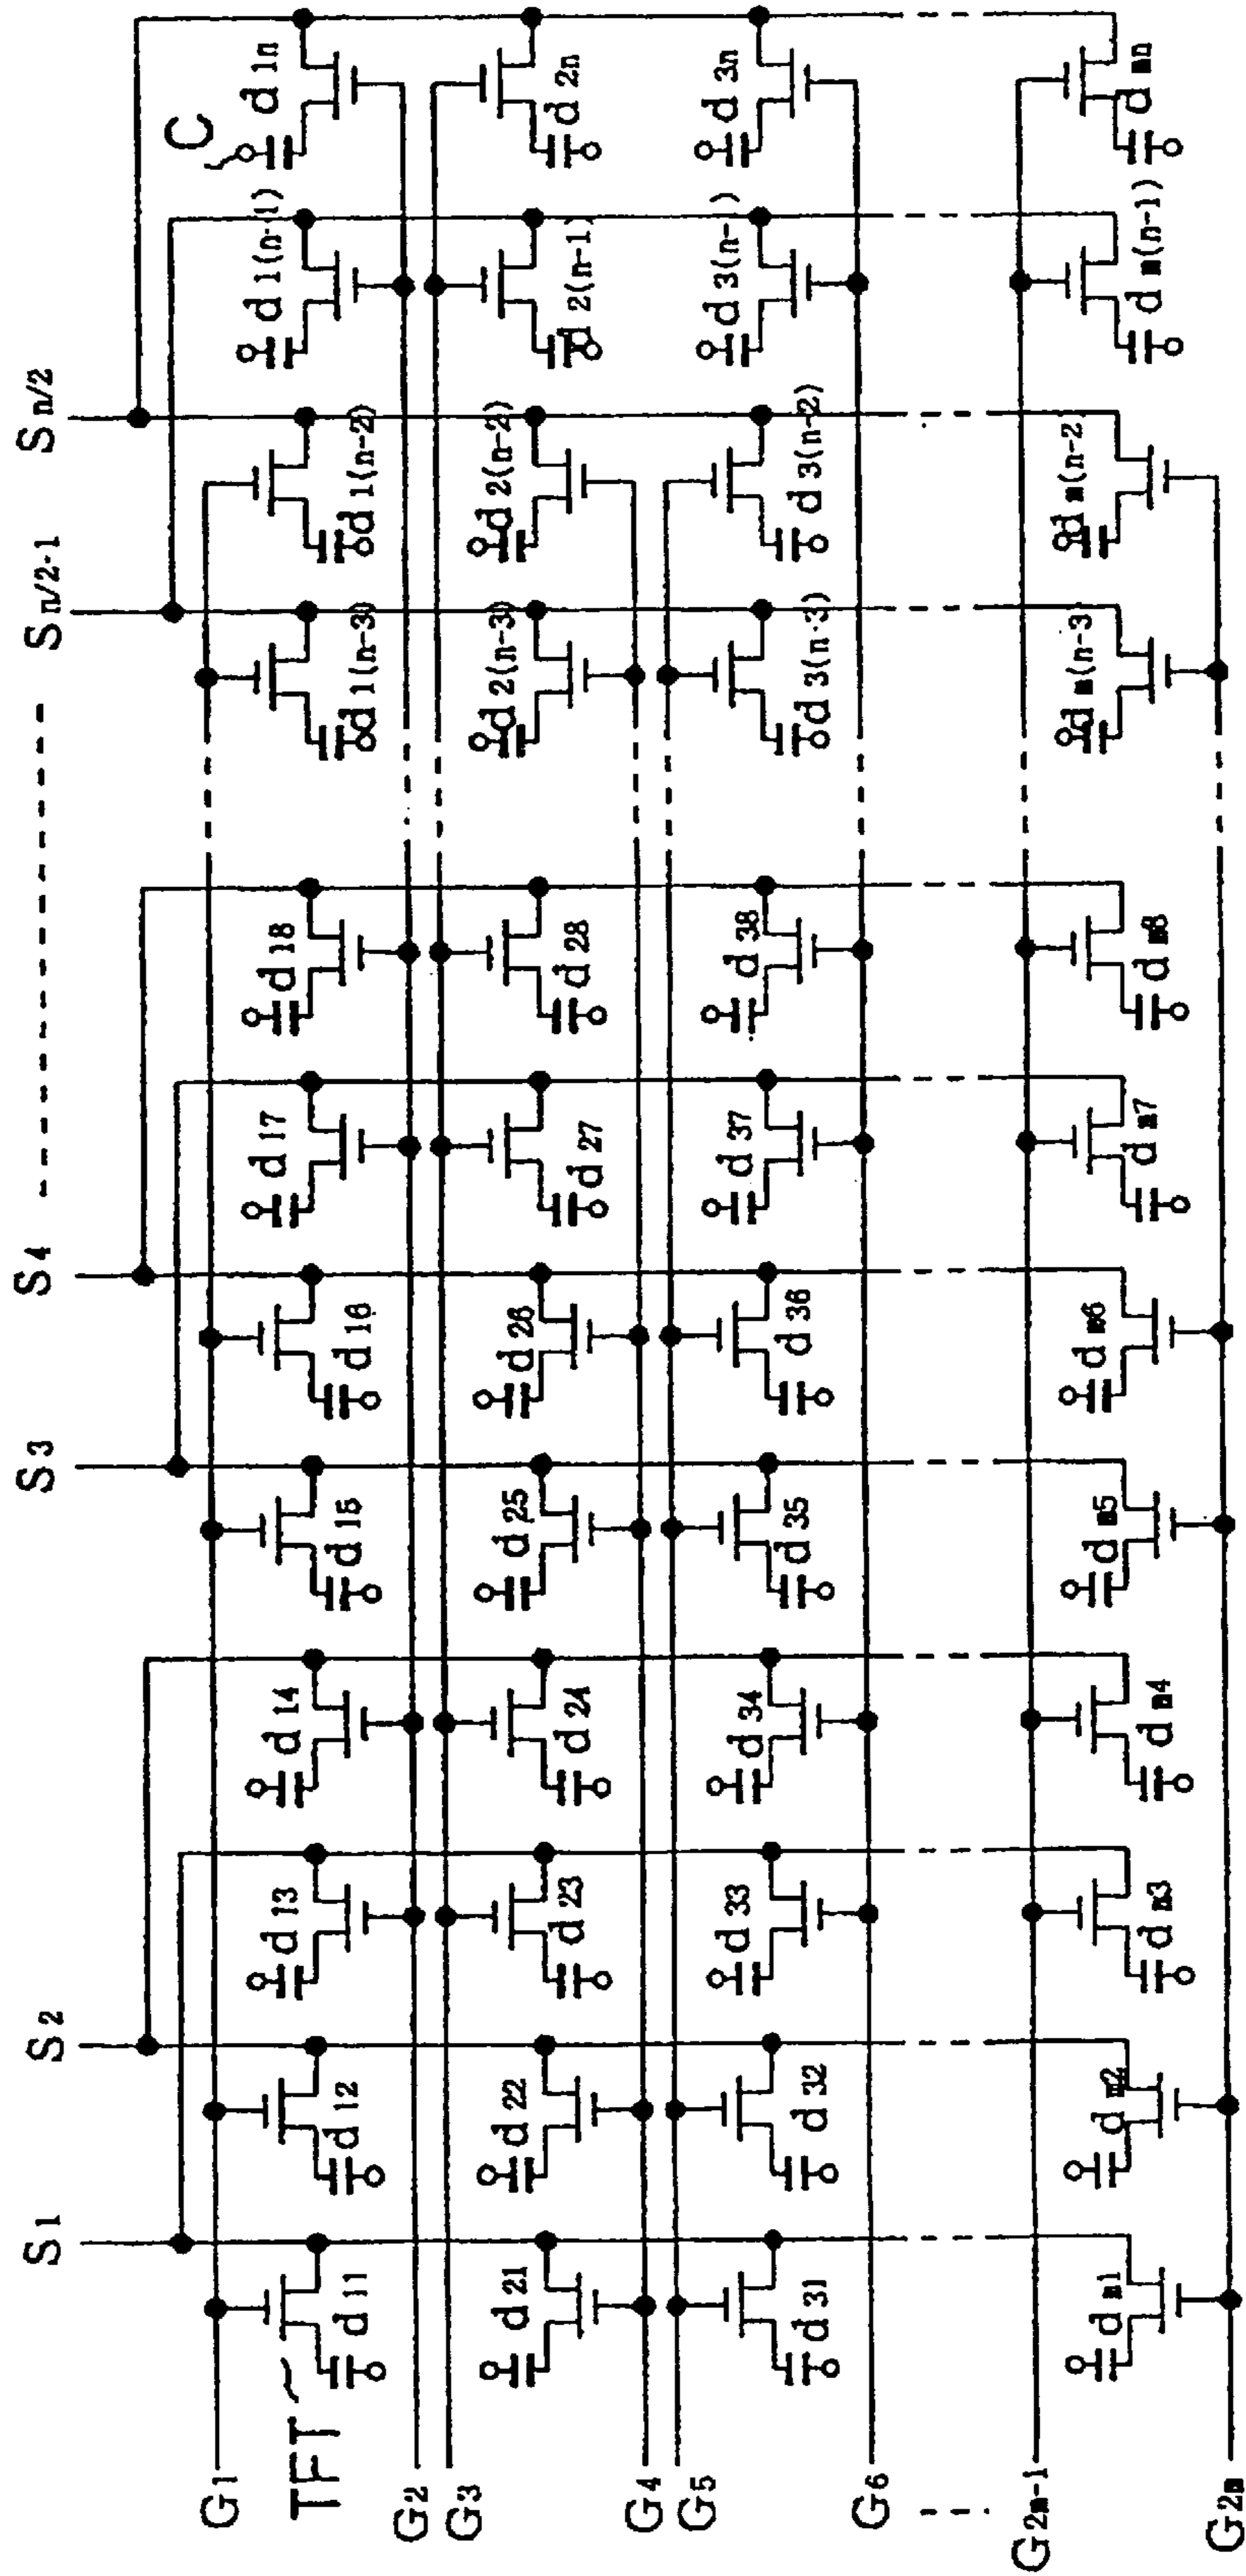 S1 S2 S3 S4 Sn/2-1 Sn/2
C
G1
d11 d12 d13 d14 d15 d16 d17 d18 d1(n-3) d1(n-2) d1(n-1) d1n
TFT
G2
G3
d21 d22 d23 d24 d25 d26 d27 d28 d2(n-3) d2(n-2) d2(n-1) d2n
G4
G5
d31 d32 d33 d34 d35 d36 d37 d38 d3(n-3) d3(n-2) d3(n-) d3n
G6
G2m-1
dm1 dm2 dm3 dm4 dm5 dm6 dm7 dm8 dm(n-3 dm(n-2 dm(n-1) dmn
G2m